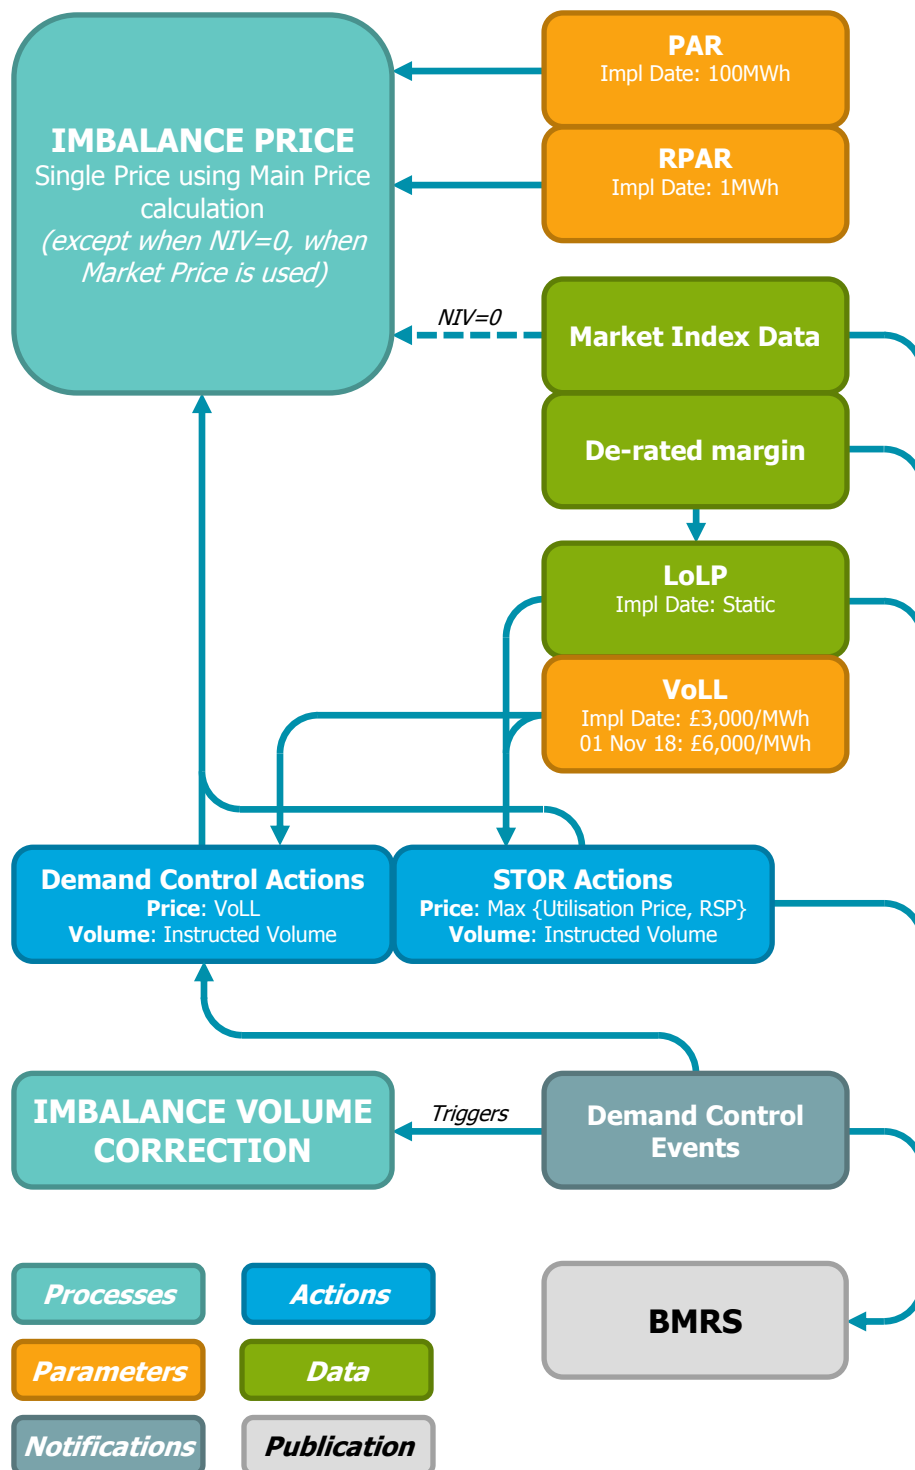 IMBALANCE PRICE
Single Price using Main Price
calculation
(except when NIV=0, when
Market Price is used)
PAR
Impl Date: 100MWh
RPAR
Impl Date: 1MWh
NIV=0
Market Index Data
De-rated margin
LoLP
Impl Date: Static
VoLL
Impl Date: £3,000/MWh
01 Nov 18: £6,000/MWh
Demand Control Actions
Price: VoLL
Volume: Instructed Volume
STOR Actions
Price: Max {Utilisation Price, RSP}
Volume: Instructed Volume
IMBALANCE VOLUME
CORRECTION
Triggers
Demand Control
Events
Processes
Actions
BMRS
Parameters
Data
Notifications
Publication